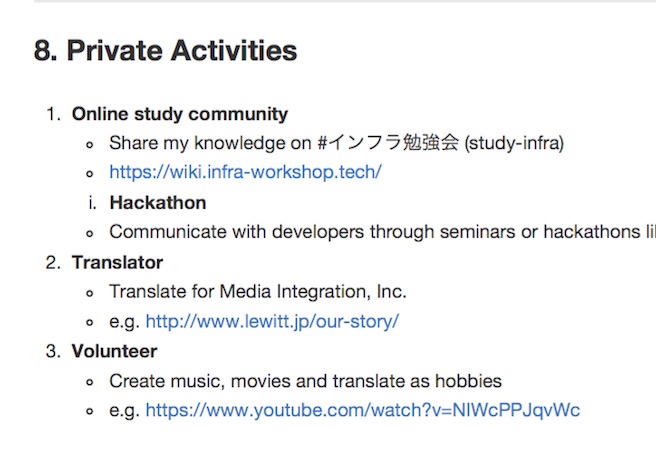 8. Private Activities
1. Online study community
Share my knowledge on #インフラ勉強会 (study-infra)
https://wiki.infra-workshop.tech/
i. Hackathon
Communicate with developers through seminars or hackathons
2. Translator
Translate for Media Integration, Inc.
e.g. http://www.lewitt.jp/our-story/
3. Volunteer
Create music, movies and translate as hobbies
e.g. https://www.youtube.com/watch?v=NIWcPPJqvWc